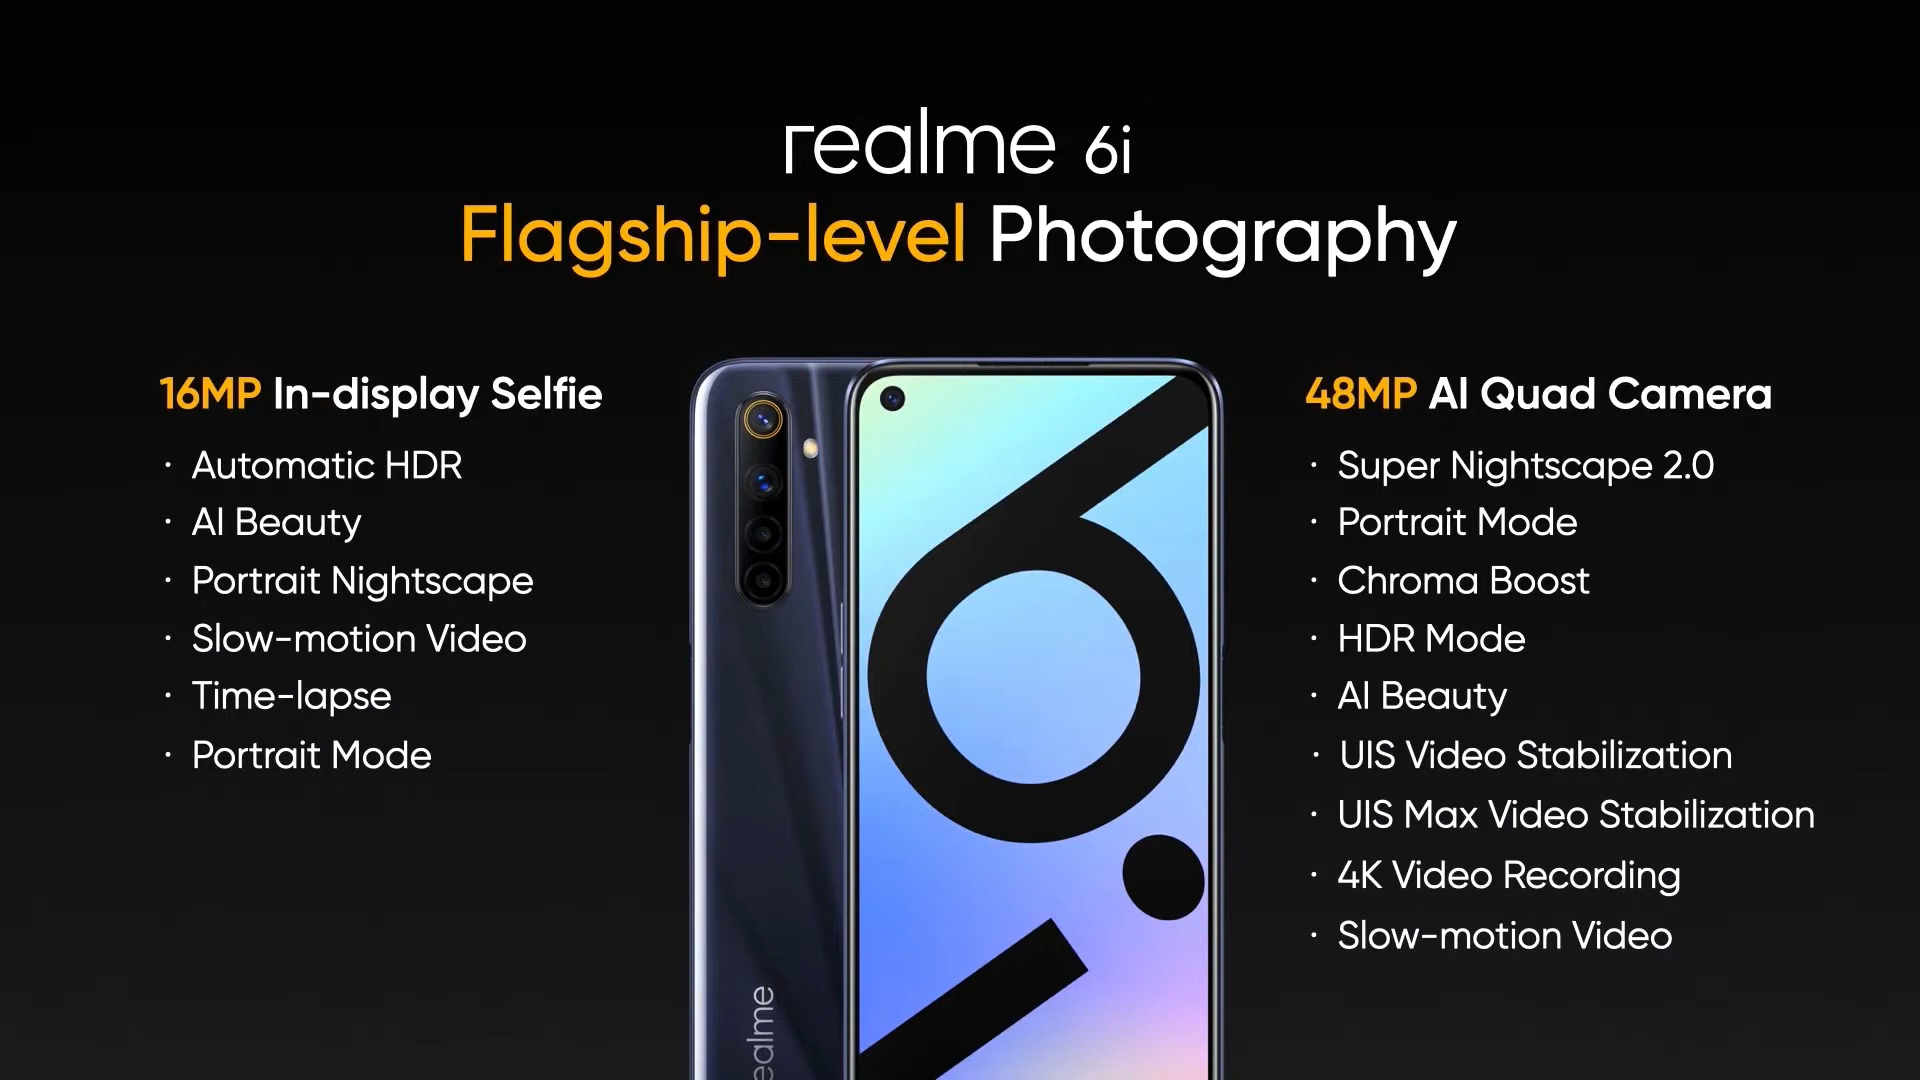 realme 6i
Flagship-level Photography
16MP In-display Selfie
· Automatic HDR
· AI Beauty
· Portrait Nightscape
· Slow-motion Video
· Time-lapse
· Portrait Mode
48MP AI Quad Camera
· Super Nightscape 2.0
· Portrait Mode
· Chroma Boost
· HDR Mode
· AI Beauty
· UIS Video Stabilization
· UIS Max Video Stabilization
· 4K Video Recording
· Slow-motion Video
realme
6i